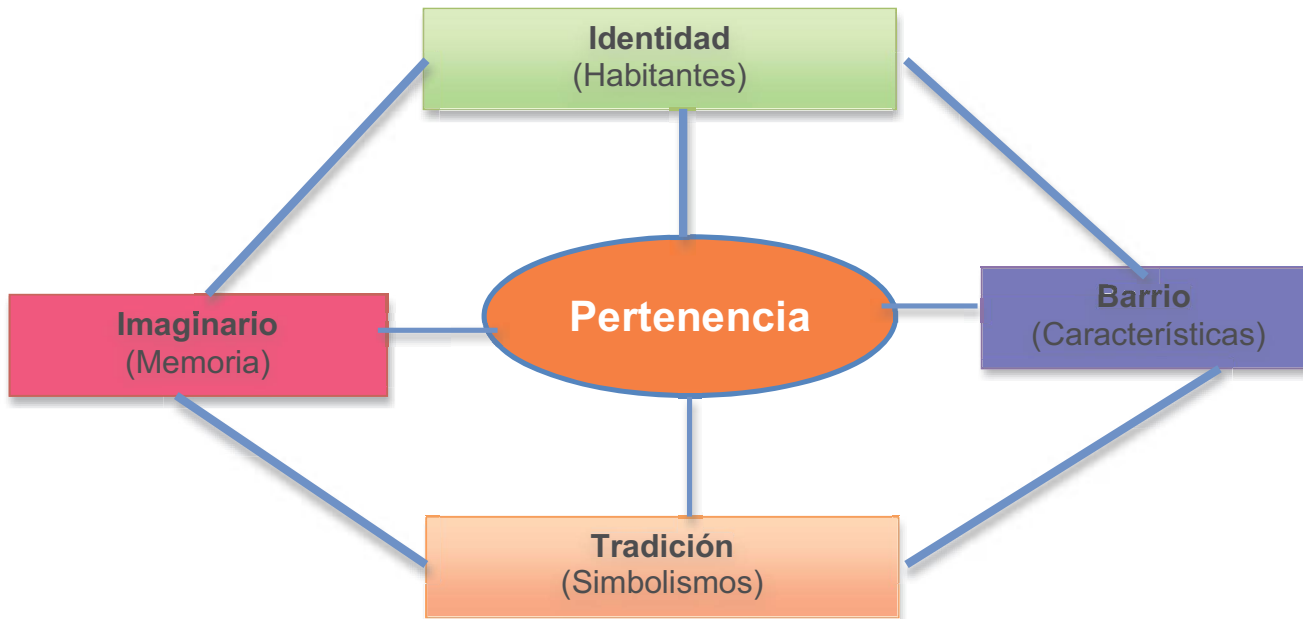 Identidad
(Habitantes)
Pertenencia
Imaginario
(Memoria)
Barrio
(Características)
Tradición
(Simbolismos)